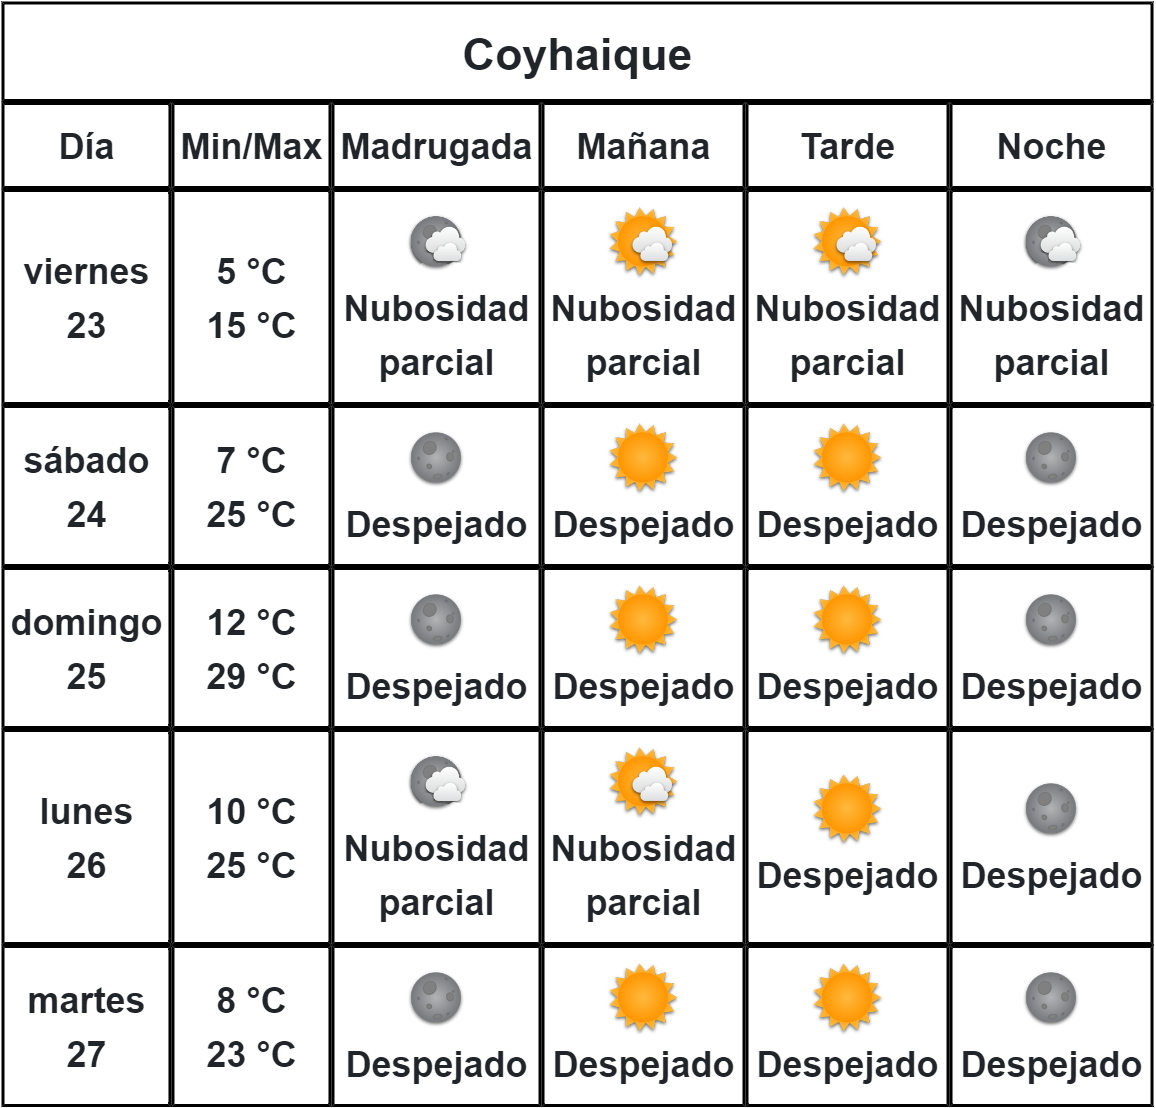 Coyhaique
Día Min/Max Madrugada Mañana Tarde Noche
viernes
23
5 °C
15 °C
Nubosidad
parcial
Nubosidad
parcial
Nubosidad
parcial
Nubosidad
parcial
sábado
24
7 °C
25 °C
Despejado
Despejado
Despejado
Despejado
domingo
25
12 °C
29 °C
Despejado
Despejado
Despejado
Despejado
lunes
26
10 °C
25 °C
Nubosidad
parcial
Nubosidad
parcial
Despejado
Despejado
martes
27
8 °C
23 °C
Despejado
Despejado
Despejado
Despejado